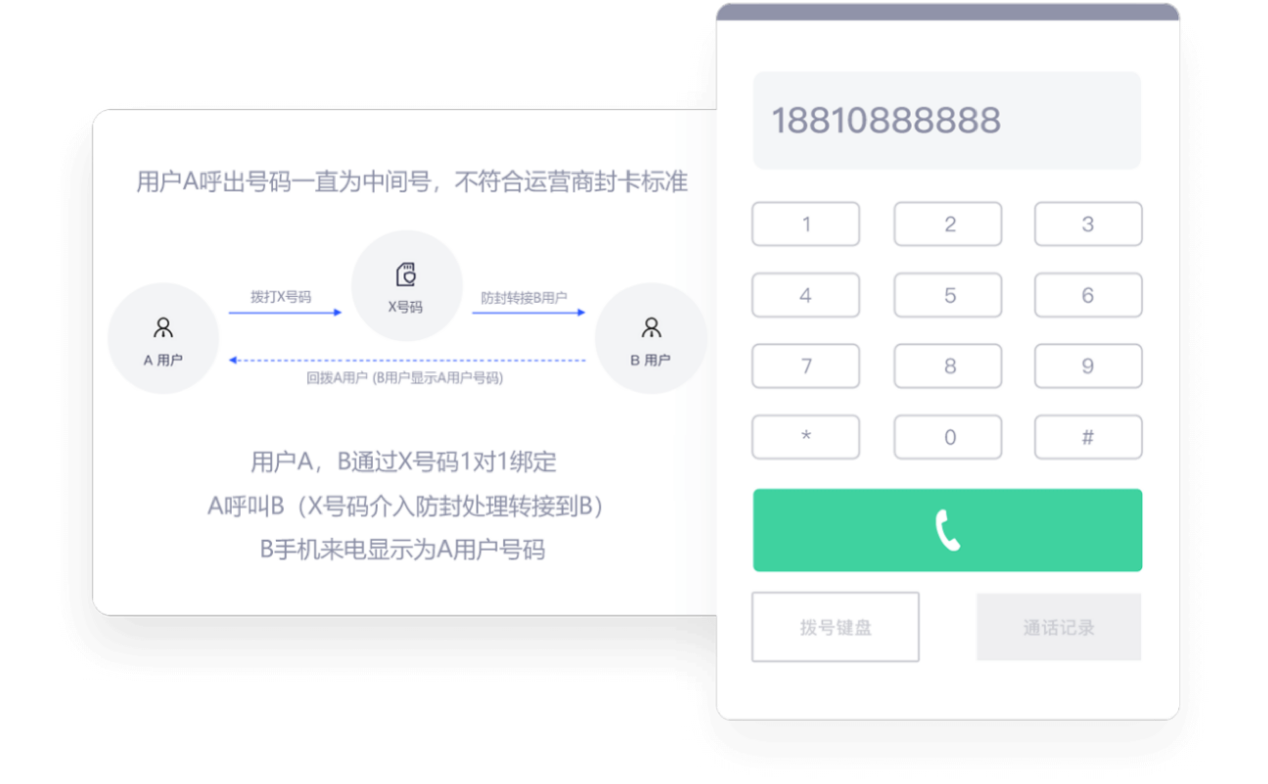 用户A呼出号码一直为中间号，不符合运营商封卡标准
X号码
拨打X号码
防封转接B用户
A 用户
B 用户
回拨A用户 (B用户显示A用户号码)
用户A，B通过X号码1对1绑定
A呼叫B（X号码介入防封处理转接到B）
B手机来电显示为A用户号码
18810888888
1 2 3
4 5 6
7 8 9
* 0 #
拨号键盘 通话记录